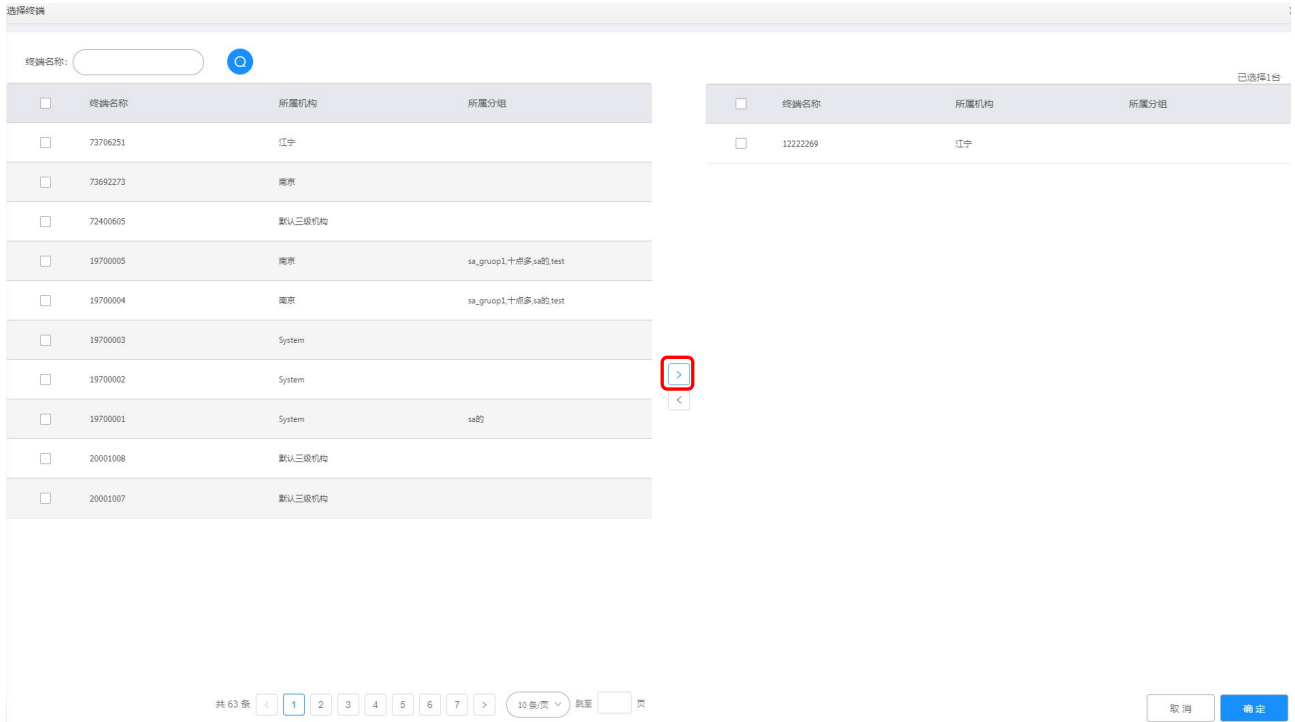 选择终端
终端名称:
已选择1台
终端名称 所属机构 所属分组
73706251 江宁
73692273 南京
72400605 默认三级机构
19700005 南京 sa_gruop1,十点多,sa的,test
19700004 南京 sa_gruop1,十点多,sa的,test
19700003 System
19700002 System
19700001 System sa的
20001008 默认三级机构
20001007 默认三级机构
终端名称 所属机构 所属分组
12222269 江宁
>
<
共 63 条 < 1 2 3 4 5 6 7 > 10 条/页 跳至 页
取 消 确 定